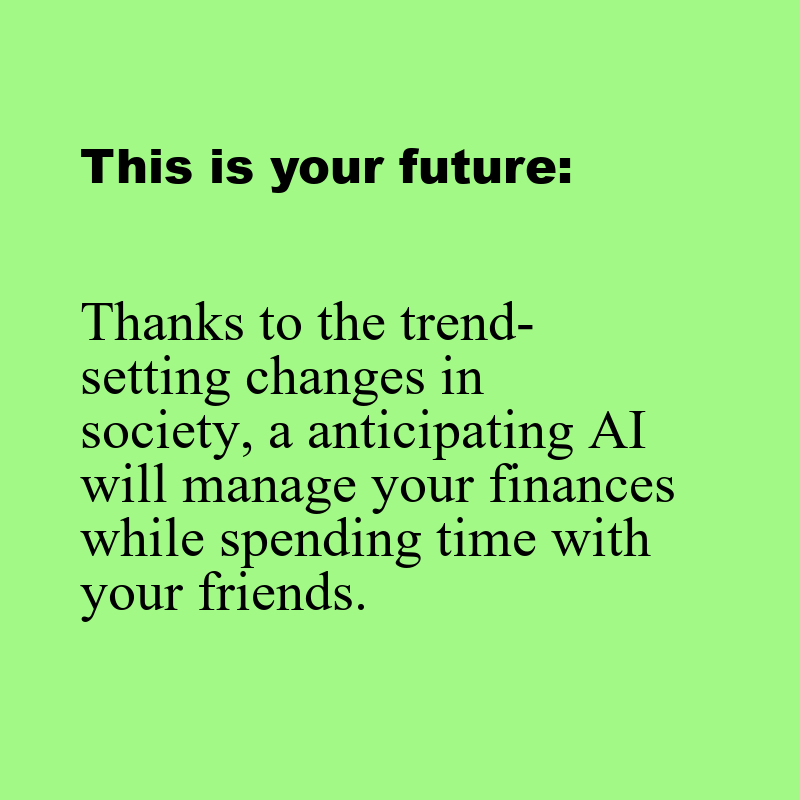 This is your future:
Thanks to the trend-
setting changes in
society, a anticipating AI
will manage your finances
while spending time with
your friends.